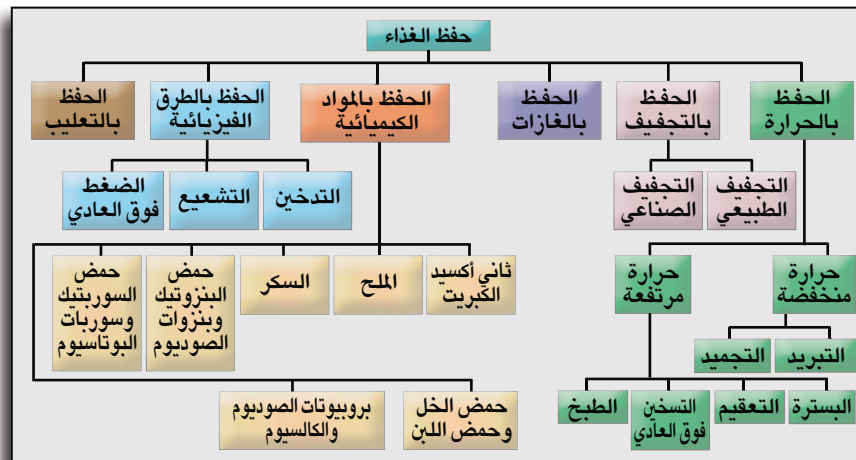 حفظ الغذاء
الحفظ
بالحرارة
الحفظ
بالتجفيف
الحفظ
بالغازات
الحفظ بالمواد
الكيميائية
الحفظ بالطرق
الفيزيائية
الحفظ
بالتعليب
التجفيف
الطبيعي
التجفيف
الصناعي
التدخين
التشعيع
الضغط
فوق العادي
حرارة
منخفضة
حرارة
مرتفعة
ثاني أكسيد
الكبريت
الملح
السكر
حمض
البنزوتيك
وبنزوات
الصوديوم
حمض
السوربتيك
وسوربات
البوتاسيوم
التبريد
التجميد
البسترة
التعقيم
التسخين
فوق العادي
الطبخ
حمض الخل
وحمض اللبن
بروبيوتات الصوديوم
والكالسيوم